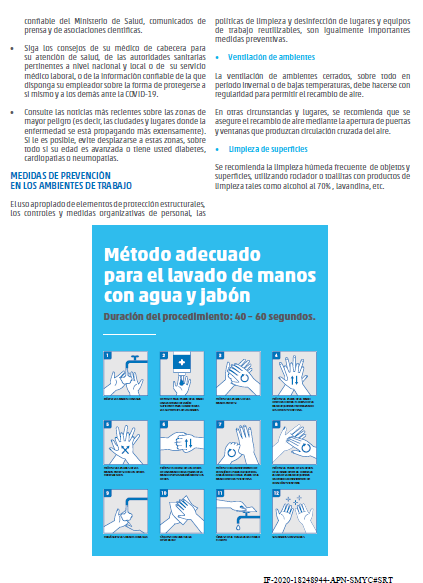 confiable del Ministerio de Salud, comunicados de
prensa y de asociaciones científicas.
• Siga los consejos de su médico de cabecera para
su atención de salud, de las autoridades sanitarias
pertinentes a nivel nacional y local o de su servicio
médico laboral, o de la información confiable de la que
disponga su empleador sobre la forma de protegerse a
sí mismo y a los demás ante la COVID-19.
• Consulte las noticias más recientes sobre las zonas de
mayor peligro (es decir, las ciudades y lugares donde la
enfermedad se está propagando más extensamente).
Si le es posible, evite desplazarse a estas zonas, sobre
todo si su edad es avanzada o tiene usted diabetes,
cardiopatías o neumopatías.
MEDIDAS DE PREVENCIÓN
EN LOS AMBIENTES DE TRABAJO
El uso apropiado de elementos de protección estructurales,
los controles y medidas organizativas de personal, las
políticas de limpieza y desinfección de lugares y equipos
de trabajo reutilizables, son igualmente importantes
medidas preventivas.
• Ventilación de ambientes
La ventilación de ambientes cerrados, sobre todo en
período invernal o de bajas temperaturas, debe hacerse con
regularidad para permitir el recambio de aire.
En otras circunstancias y lugares, se recomienda que se
asegure el recambio de aire mediante la apertura de puertas
y ventanas que produzcan circulación cruzada del aire.
• Limpieza de superficies
Se recomienda la limpieza húmeda frecuente de objetos y
superficies, utilizando rociador o toallitas con productos de
limpieza tales como alcohol al 70%, lavandina, etc.
Método adecuado
para el lavado de manos
con agua y jabón
Duración del procedimiento: 40 - 60 segundos.
1
2
3
4
5
6
7
8
9
10
11
12
IF-2020-18248944-APN-SMYC#SRT